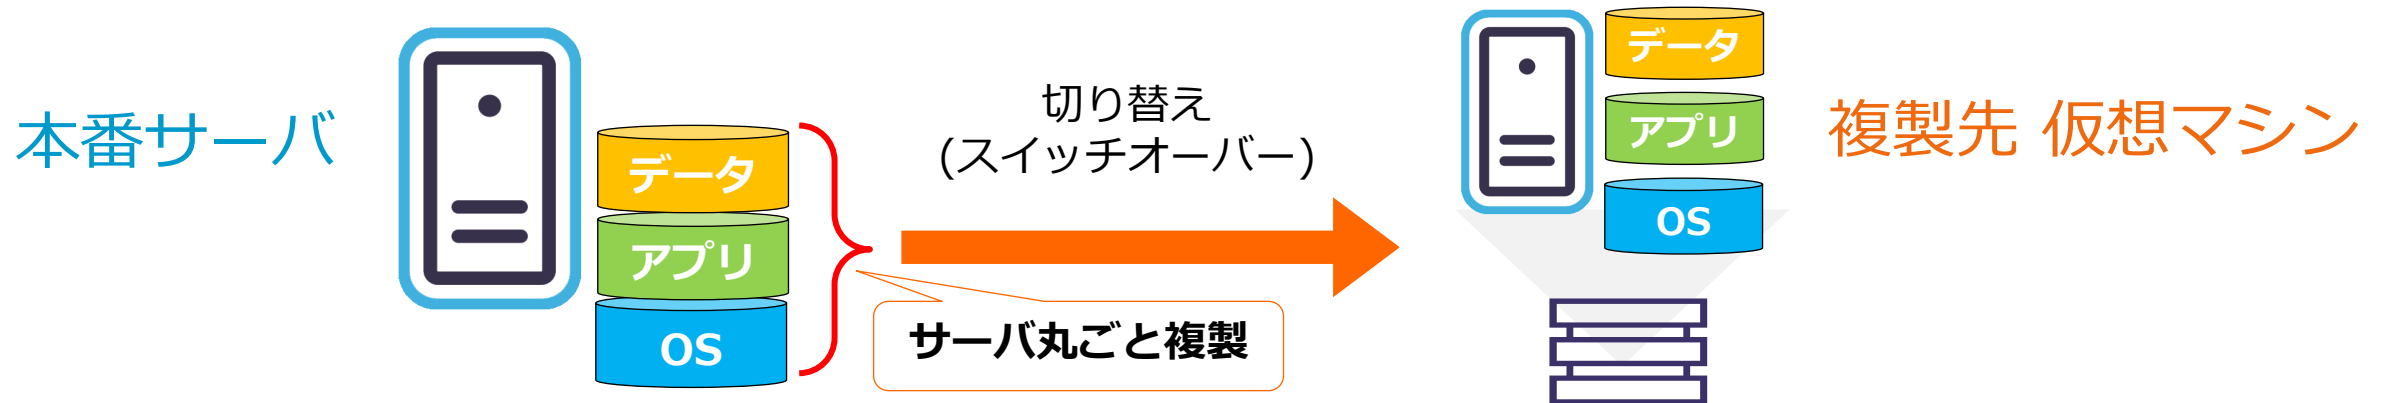 本番サーバ
データ
アプリ
OS
切り替え
(スイッチオーバー)
サーバ丸ごと複製
データ
アプリ
OS
複製先 仮想マシン